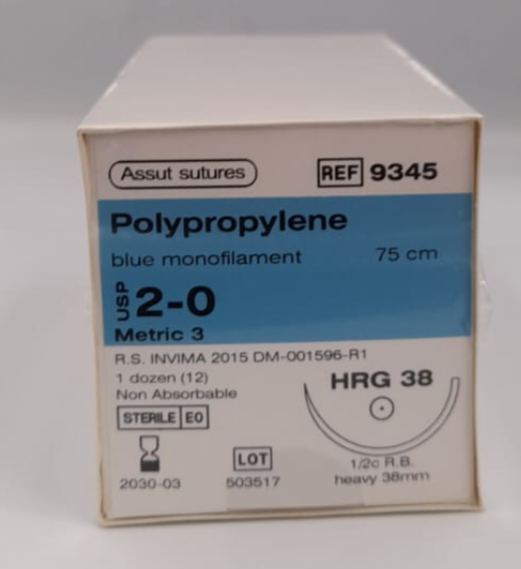 Assut sutures
REF 9345
Polypropylene
blue monofilament 75 cm
USP 2-0
Metric 3
R.S. INVIMA 2015 DM-001596-R1
1 dozen (12)
Non Absorbable
STERILE EO
HRG 38
2030-03
LOT
503517
1/2c R.B.
heavy 38mm